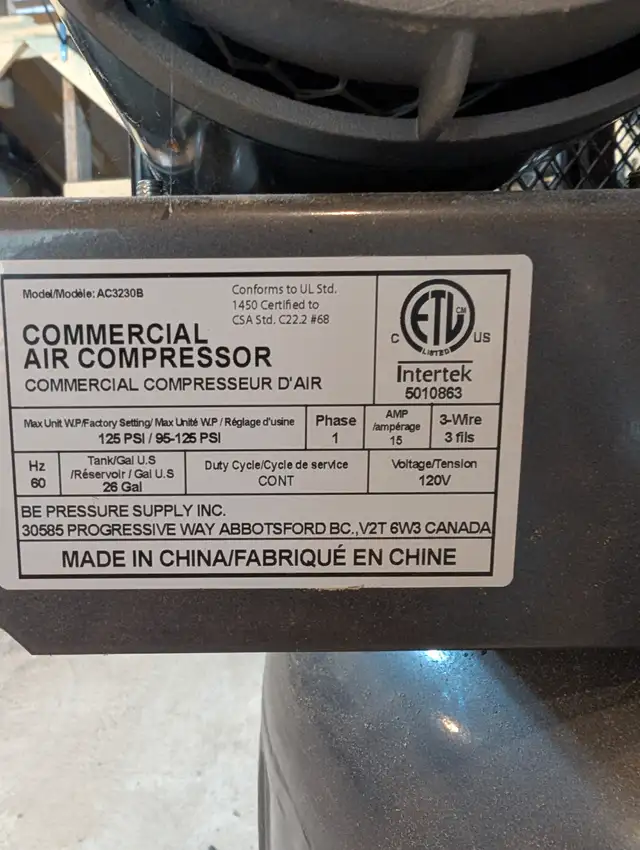 Model/Modèle: AC3230B
Conforms to UL Std.
1450 Certified to
CSA Std. C22.2 #68
COMMERCIAL
AIR COMPRESSOR
COMMERCIAL COMPRESSEUR D'AIR
ETL CM
LISTED
C US
Intertek
5010863
Max Unit W.P/Factory Setting/ Max Unité W.P / Réglage d'usine
125 PSI / 95-125 PSI
Phase
1
AMP
/ampérage
15
3-Wire
3 fils
Hz
60
Tank/Gal U.S
/Réservoir / Gal U.S
26 Gal
Duty Cycle/Cycle de service
CONT
Voltage/Tension
120V
BE PRESSURE SUPPLY INC.
30585 PROGRESSIVE WAY ABBOTSFORD BC.,V2T 6W3 CANADA
MADE IN CHINA/FABRIQUÉ EN CHINE